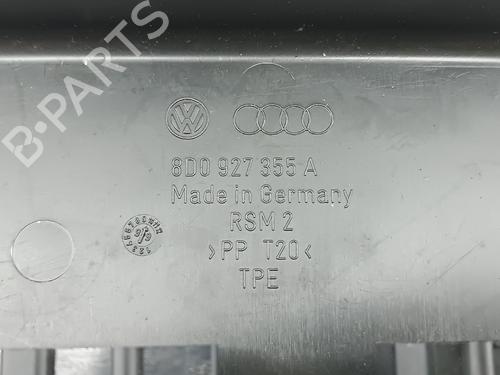 B-PARTS
8D0 927 355 A
Made in Germany
RSM 2
>PP T20<
TPE